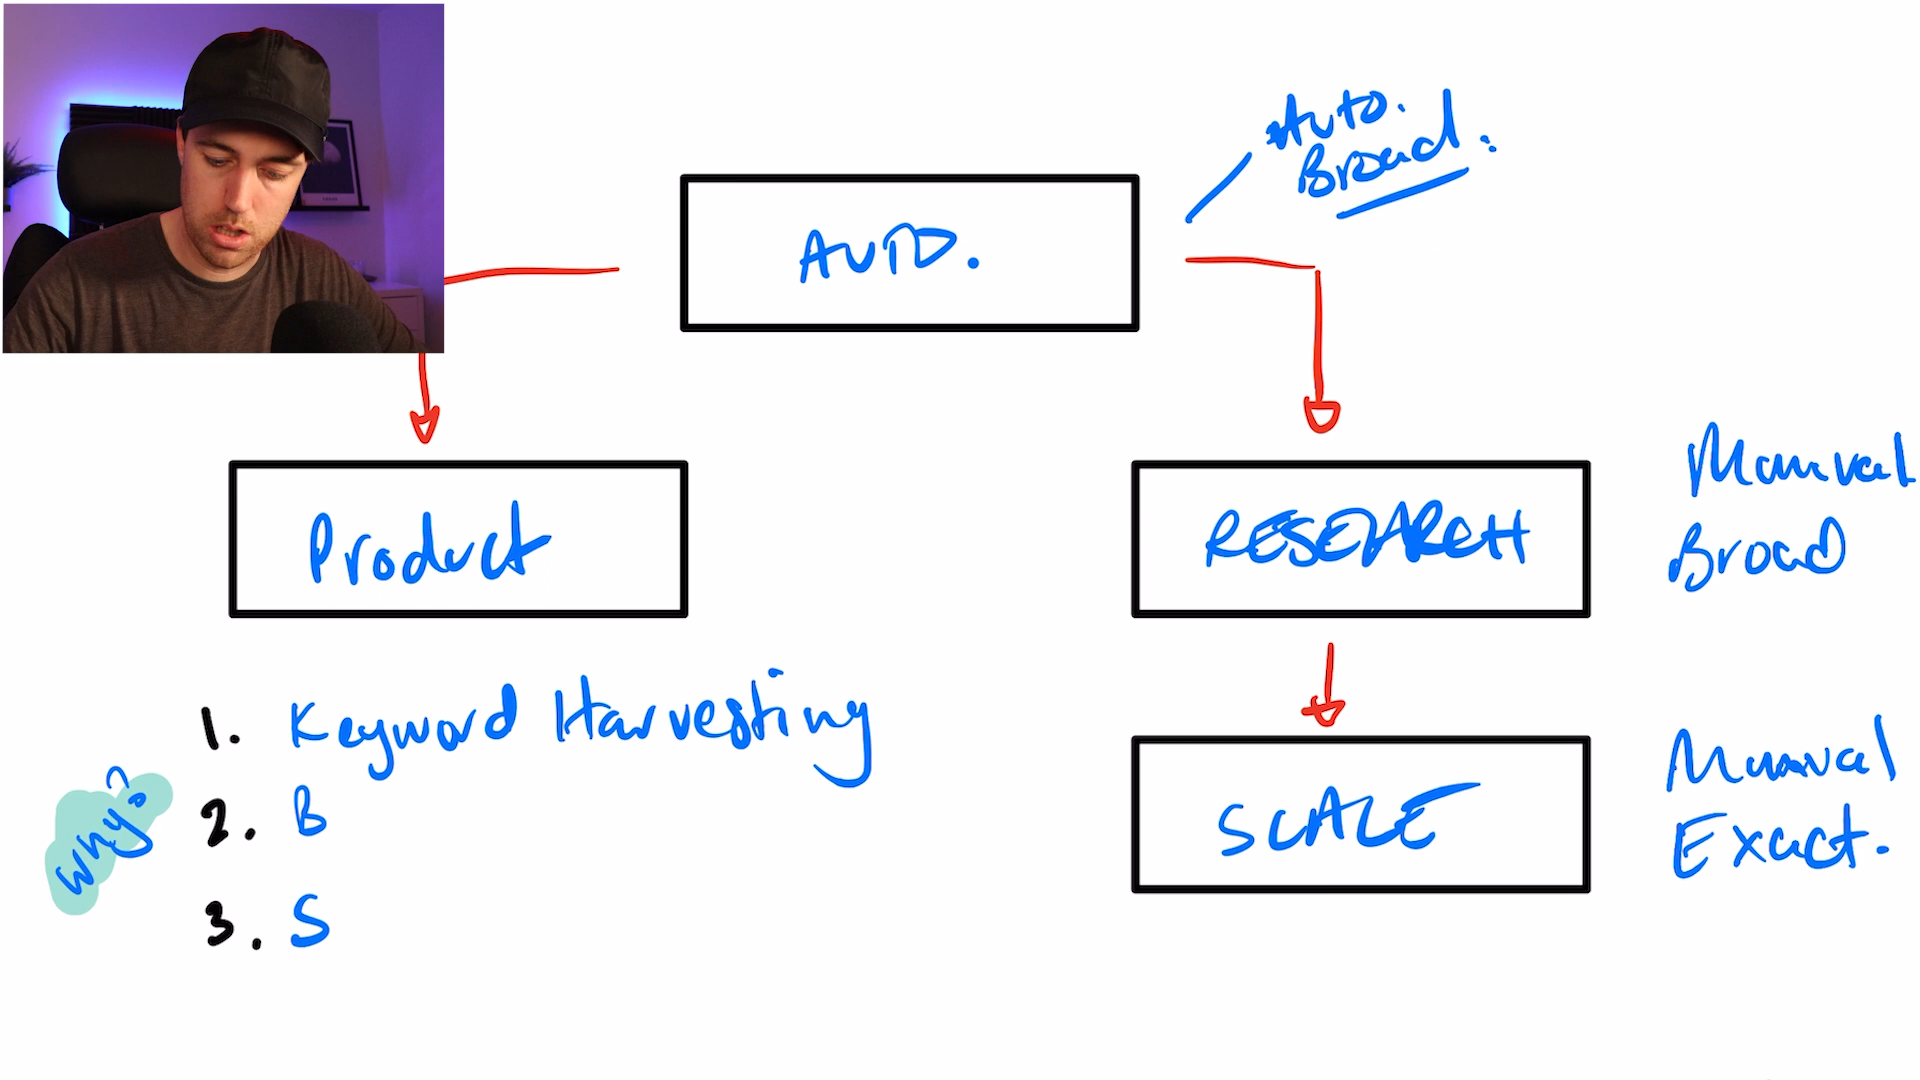 Auto.
Broad.
AUTO.
Product
RESEARCH
Manual
Broad
1. Keyword Harvesting
Why?
2. B
3. S
SCALE
Manual
Exact.